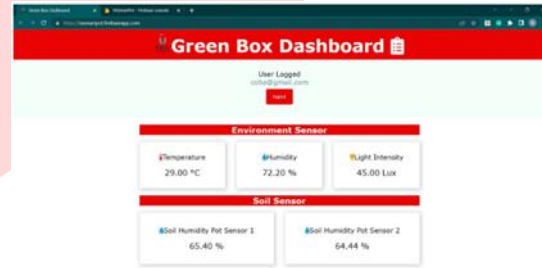 Green Box Dashboard
User Logged
Environment Sensor
Temperature
Humidity
Light Intensity
29.00 °C
72.20 %
45.00 Lux
Soil Sensor
Soil Humidity Pot Sensor 1
Soil Humidity Pot Sensor 2
65.40 %
64.44 %